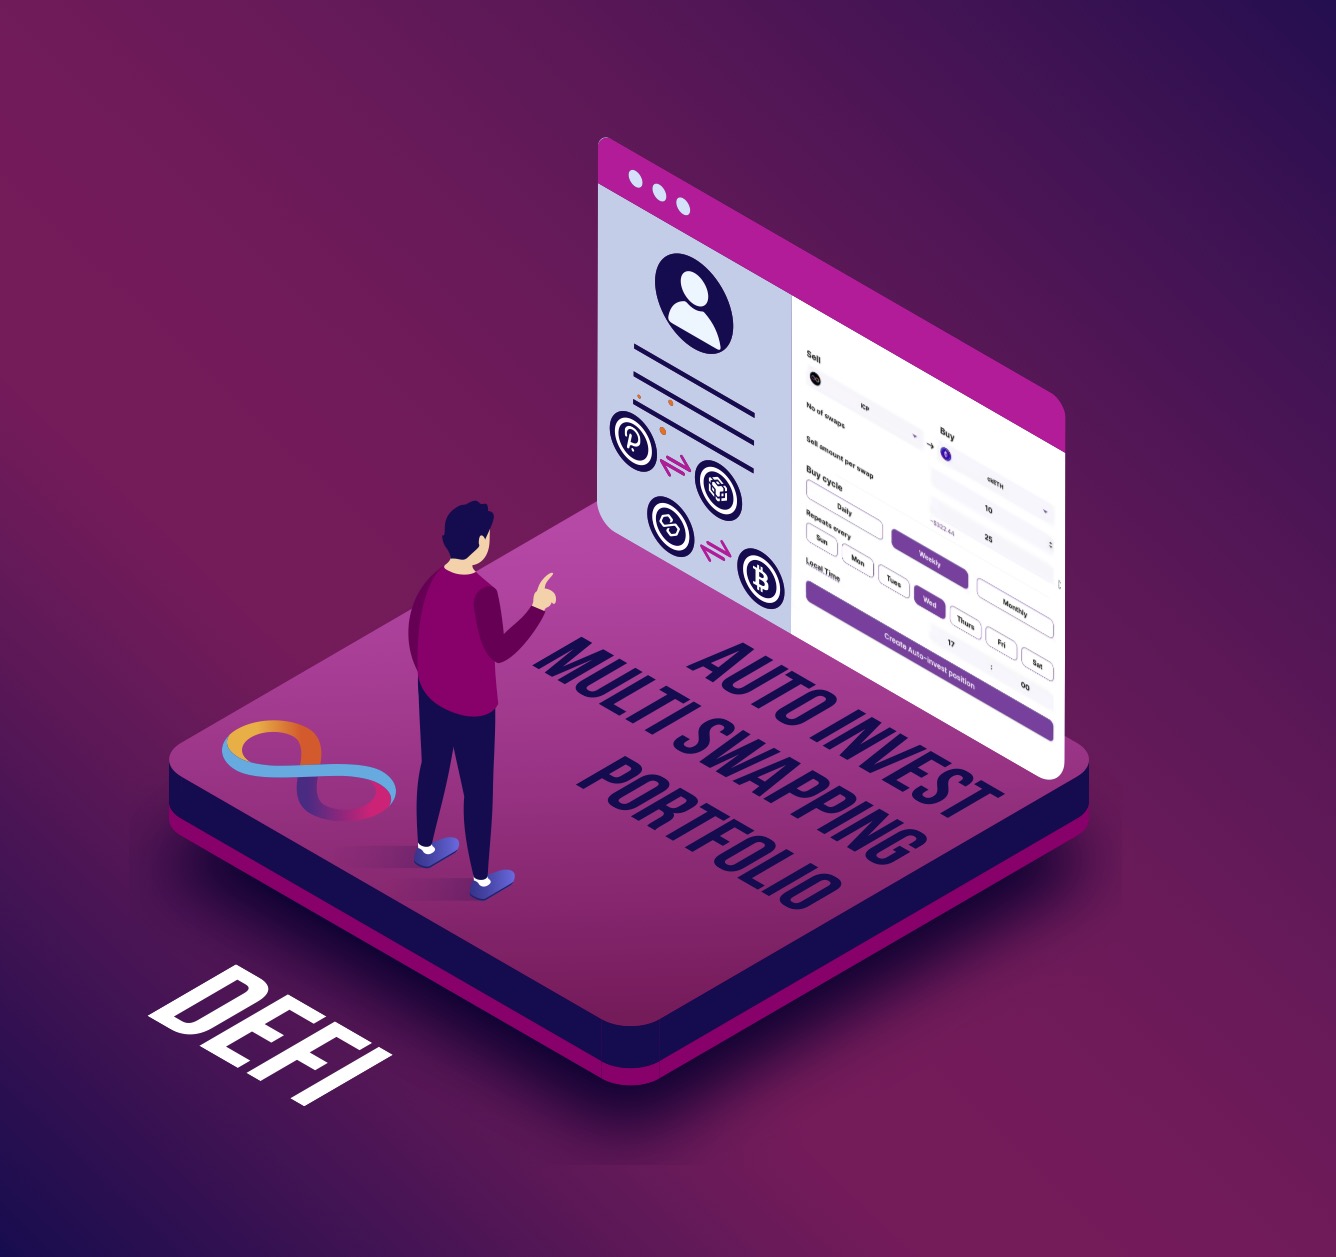 Sell
ICP
Buy
ckETH
No of swaps
10
Sell amount per swap
~$322.44
25
Buy cycle
Daily
Weekly
Monthly
Repeats every
Sun
Mon
Tues
Wed
Thurs
Fri
Sat
Local Time
17
:
00
Create Auto-invest position
AUTO INVEST
MULTI SWAPPING
PORTFOLIO
DEFI